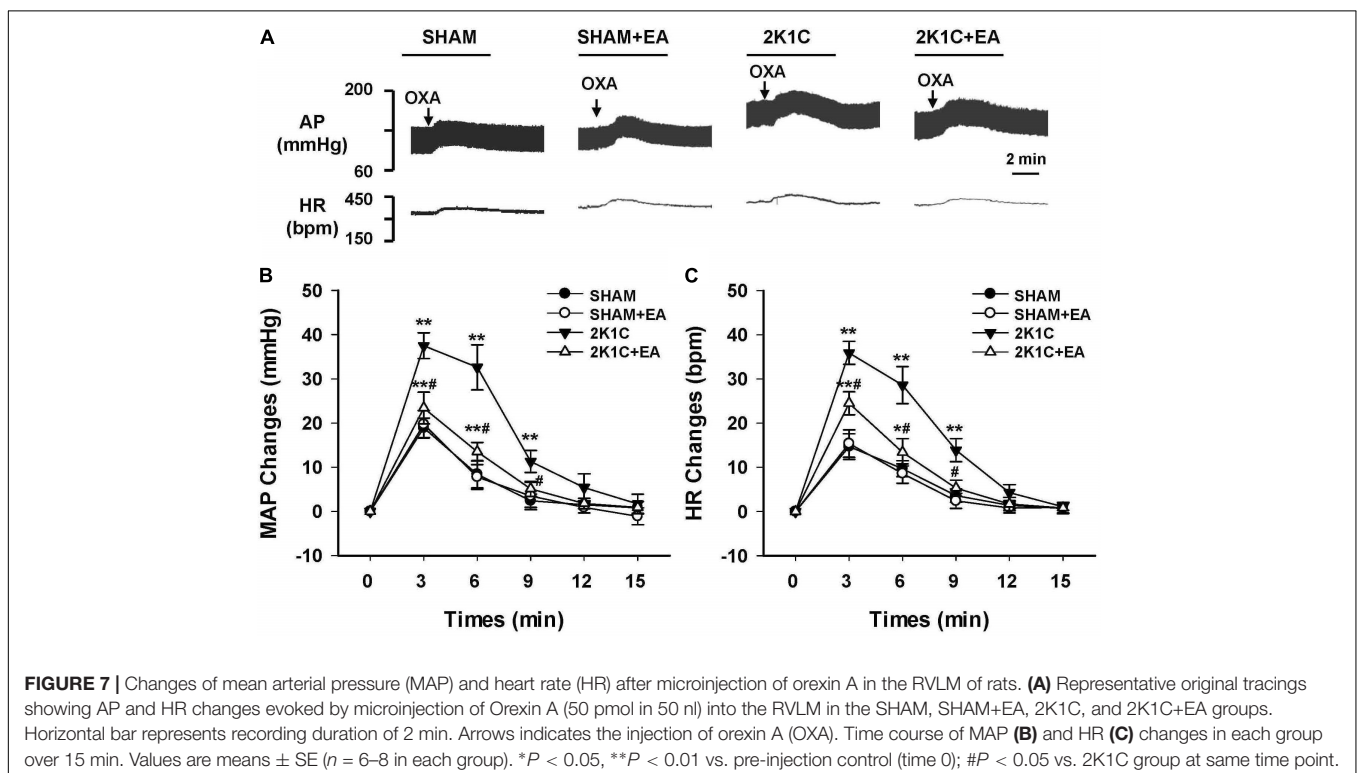 A
SHAM SHAM+EA 2K1C 2K1C+EA
OXA OXA OXA OXA
200
AP
(mmHg)
60
2 min
450
HR
(bpm)
150
B
50
40
30
20
10
0
-10
MAP Changes (mmHg)
SHAM
SHAM+EA
2K1C
2K1C+EA
** **
**#
**#
**
#
0 3 6 9 12 15
Times (min)
C
50
40
30
20
10
0
-10
HR Changes (bpm)
SHAM
SHAM+EA
2K1C
2K1C+EA
**
**
**#
*#
**
#
0 3 6 9 12 15
Times (min)
FIGURE 7 | Changes of mean arterial pressure (MAP) and heart rate (HR) after microinjection of orexin A in the RVLM of rats. (A) Representative original tracings
showing AP and HR changes evoked by microinjection of Orexin A (50 pmol in 50 nl) into the RVLM in the SHAM, SHAM+EA, 2K1C, and 2K1C+EA groups.
Horizontal bar represents recording duration of 2 min. Arrows indicates the injection of orexin A (OXA). Time course of MAP (B) and HR (C) changes in each group
over 15 min. Values are means ± SE (n = 6–8 in each group). *P < 0.05, **P < 0.01 vs. pre-injection control (time 0); #P < 0.05 vs. 2K1C group at same time point.